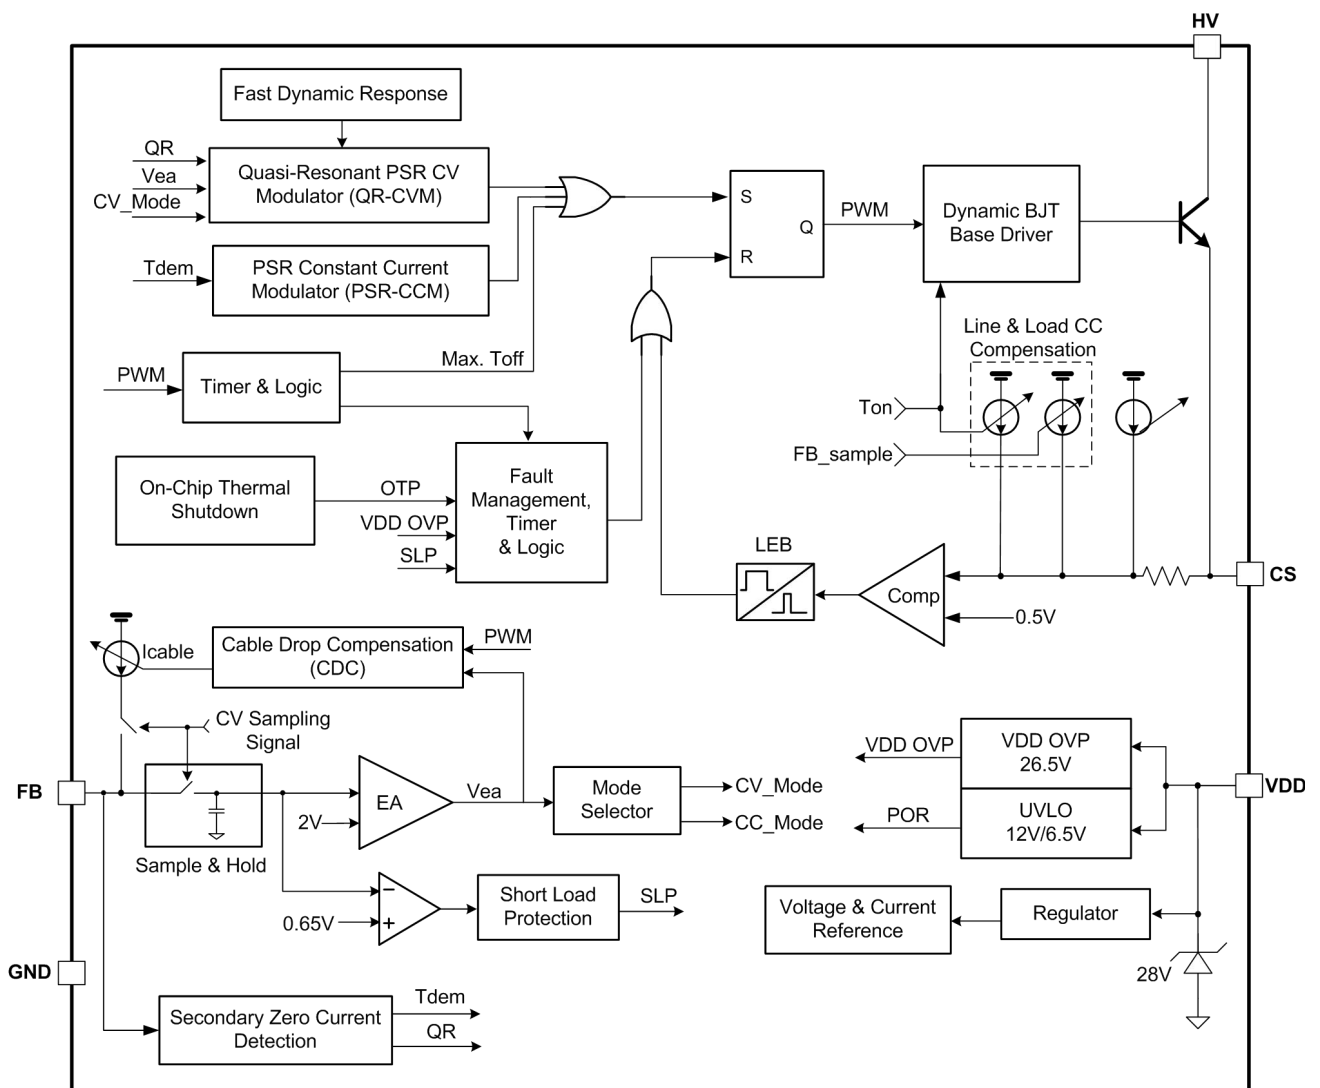 HV
Fast Dynamic Response
QR
Vea
CV_Mode
Quasi-Resonant PSR CV
Modulator (QR-CVM)
Tdem
PSR Constant Current
Modulator (PSR-CCM)
S
R
Q
PWM
Dynamic BJT
Base Driver
Line & Load CC
Compensation
PWM
Timer & Logic
Max. Toff
Ton
FB_sample
On-Chip Thermal
Shutdown
OTP
VDD OVP
SLP
Fault
Management,
Timer
& Logic
LEB
Comp
0.5V
CS
Icable
Cable Drop Compensation
(CDC)
PWM
CV Sampling
Signal
FB
Sample & Hold
2V
EA
Vea
Mode
Selector
CV_Mode
CC_Mode
VDD OVP
POR
VDD OVP
26.5V
UVLO
12V/6.5V
VDD
0.65V
−
+
Short Load
Protection
SLP
Voltage & Current
Reference
Regulator
28V
GND
Secondary Zero Current
Detection
Tdem
QR